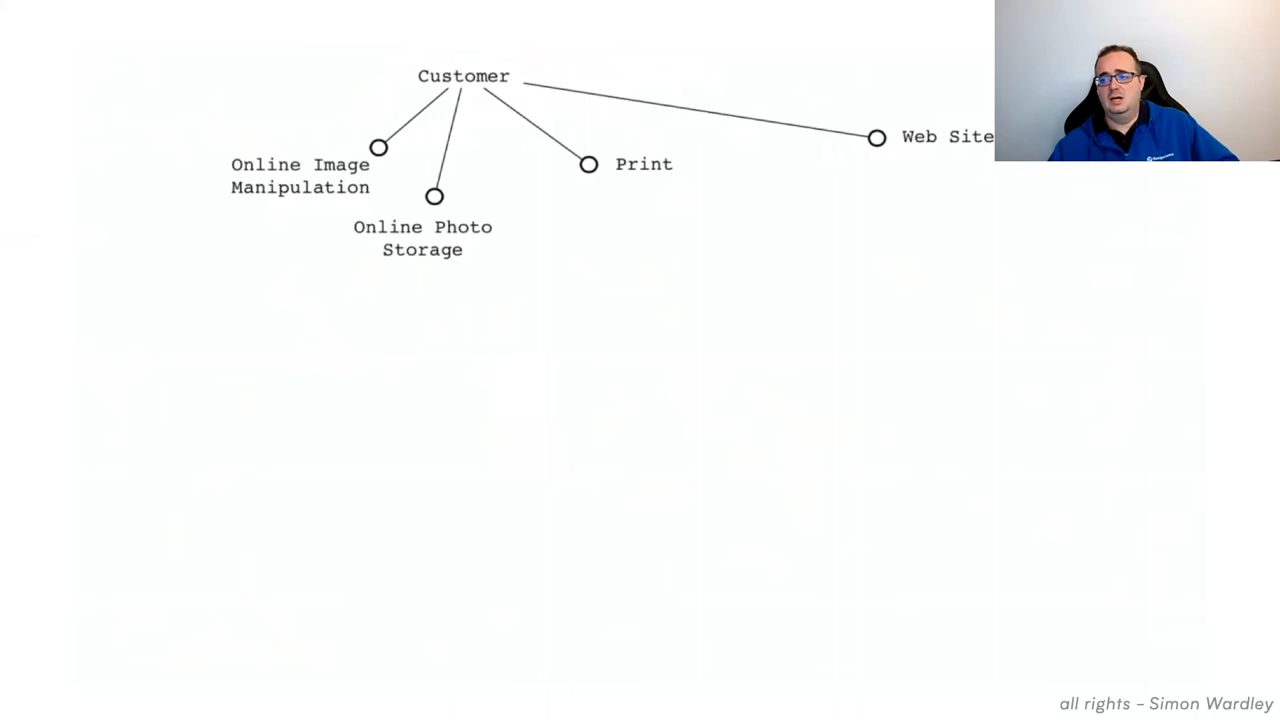 Customer
Web Site
Online Image
Manipulation
Print
Online Photo
Storage
all rights – Simon Wardley